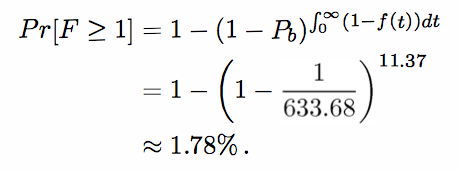 Pr[F ≥ 1] = 1 − (1 − P_b)^{∫_0^∞ (1−f(t))dt}
= 1 − (1 − 1/633.68)^{11.37}
≈ 1.78% .